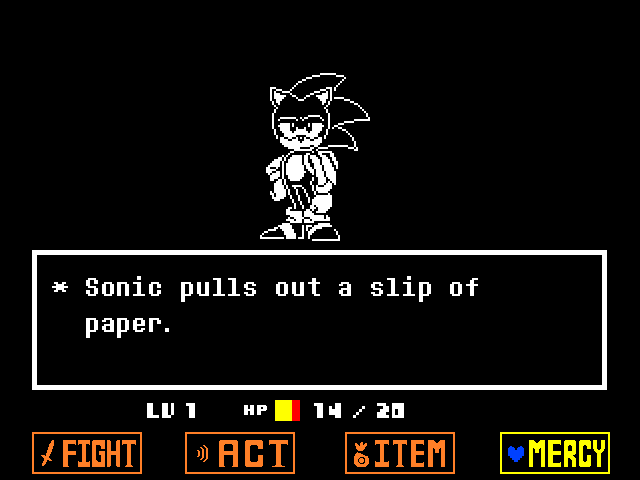 * Sonic pulls out a slip of
paper.
LV 1 HP 14 / 20
FIGHT ACT ITEM MERCY